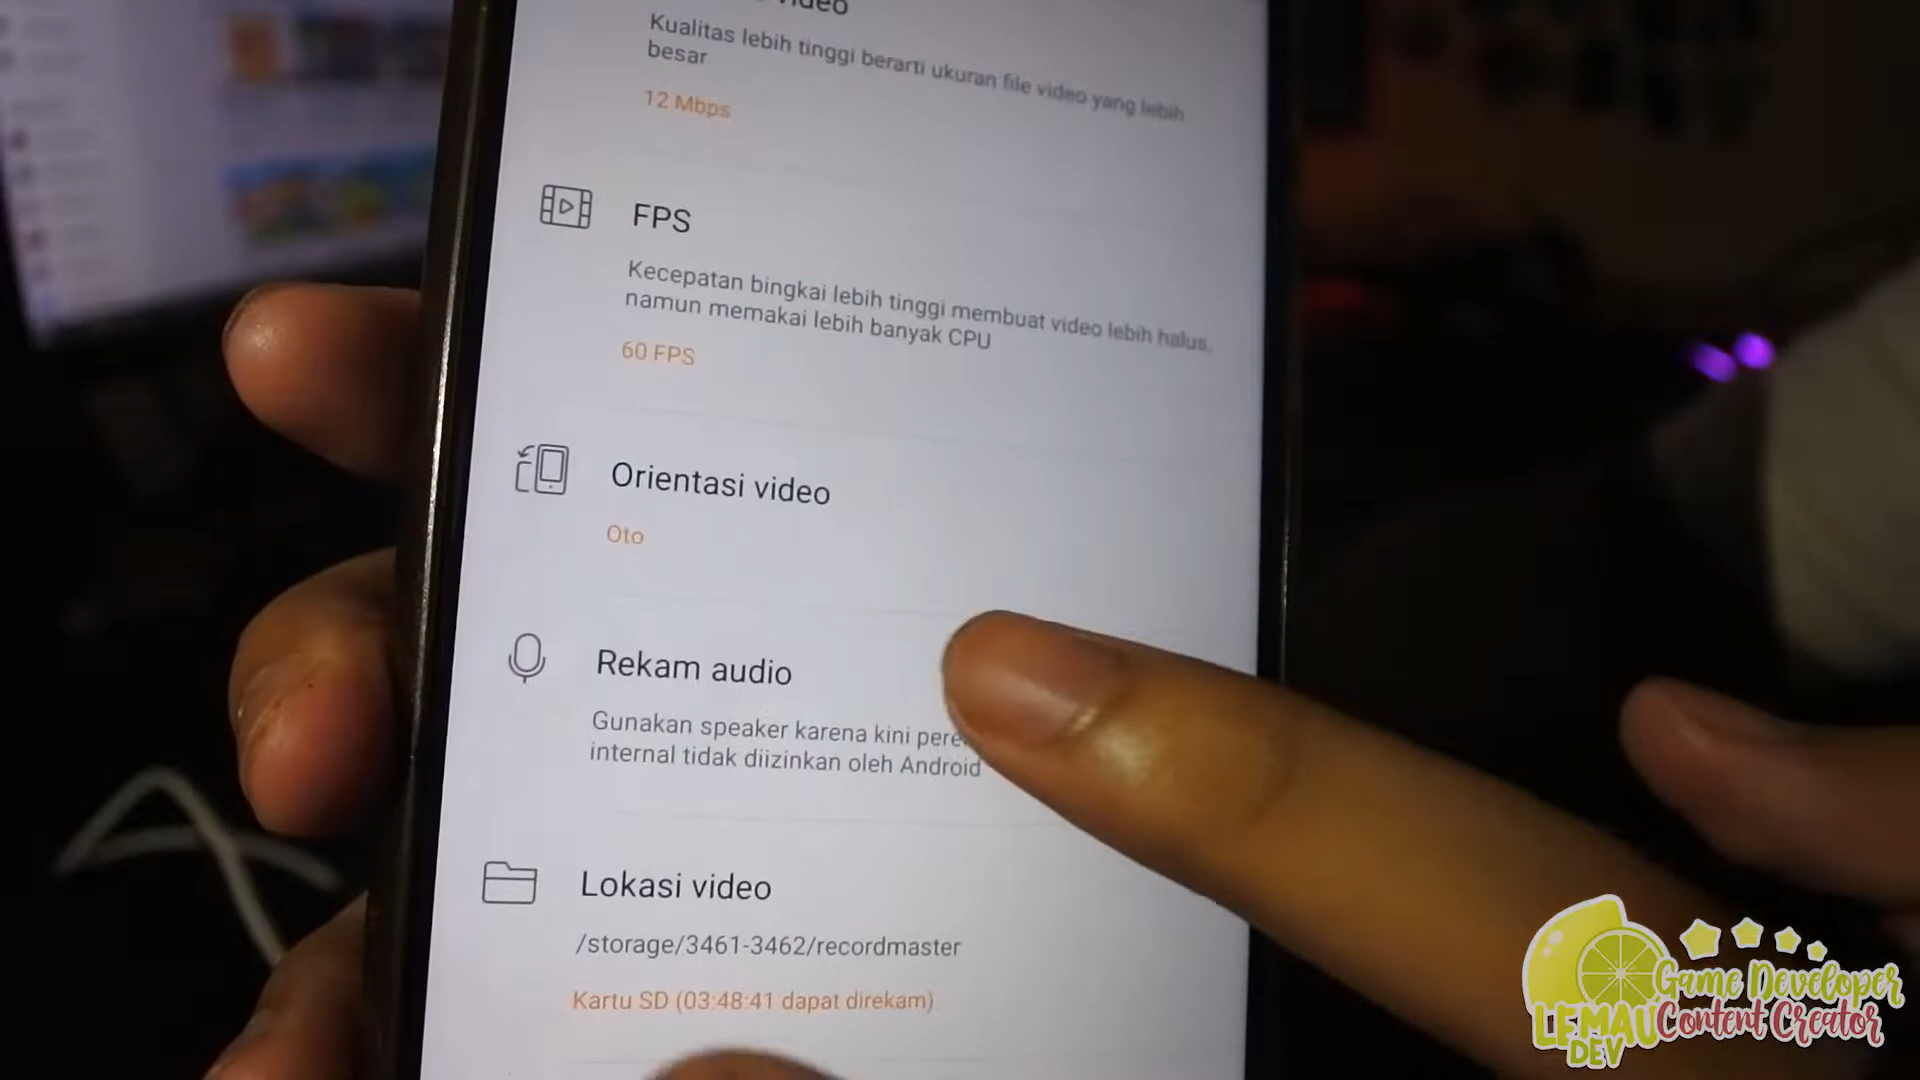 video
Kualitas lebih tinggi berarti ukuran file video yang lebih
besar
12 Mbps
FPS
Kecepatan bingkai lebih tinggi membuat video lebih halus,
namun memakai lebih banyak CPU
60 FPS
Orientasi video
Oto
Rekam audio
Gunakan speaker karena kini
internal tidak diizinkan oleh Android
Lokasi video
/storage/3461-3462/recordmaster
Kartu SD (03:48:41 dapat direkam)
Game Developer
LEMAU Content Creator
DEV